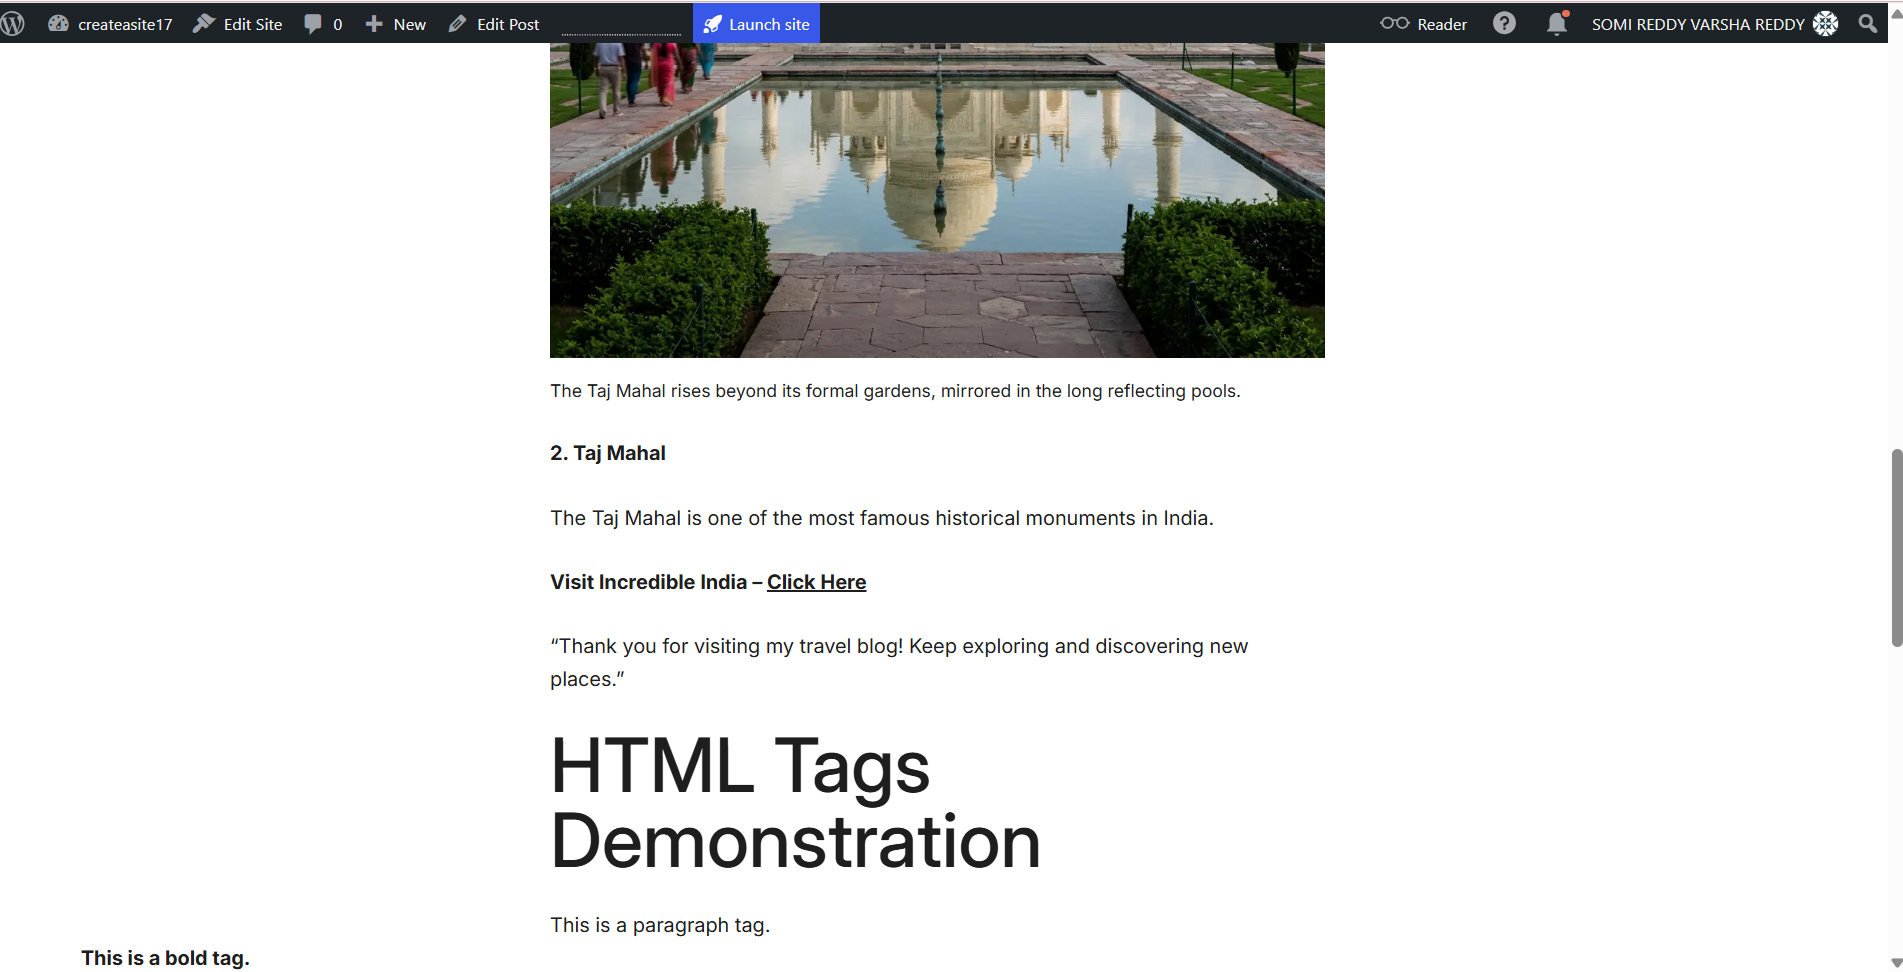 createasite17 Edit Site 0 New Edit Post Launch site Reader SOMI REDDY VARSHA REDDY
The Taj Mahal rises beyond its formal gardens, mirrored in the long reflecting pools.
2. Taj Mahal
The Taj Mahal is one of the most famous historical monuments in India.
Visit Incredible India – Click Here
“Thank you for visiting my travel blog! Keep exploring and discovering new
places.”
HTML Tags
Demonstration
This is a paragraph tag.
This is a bold tag.